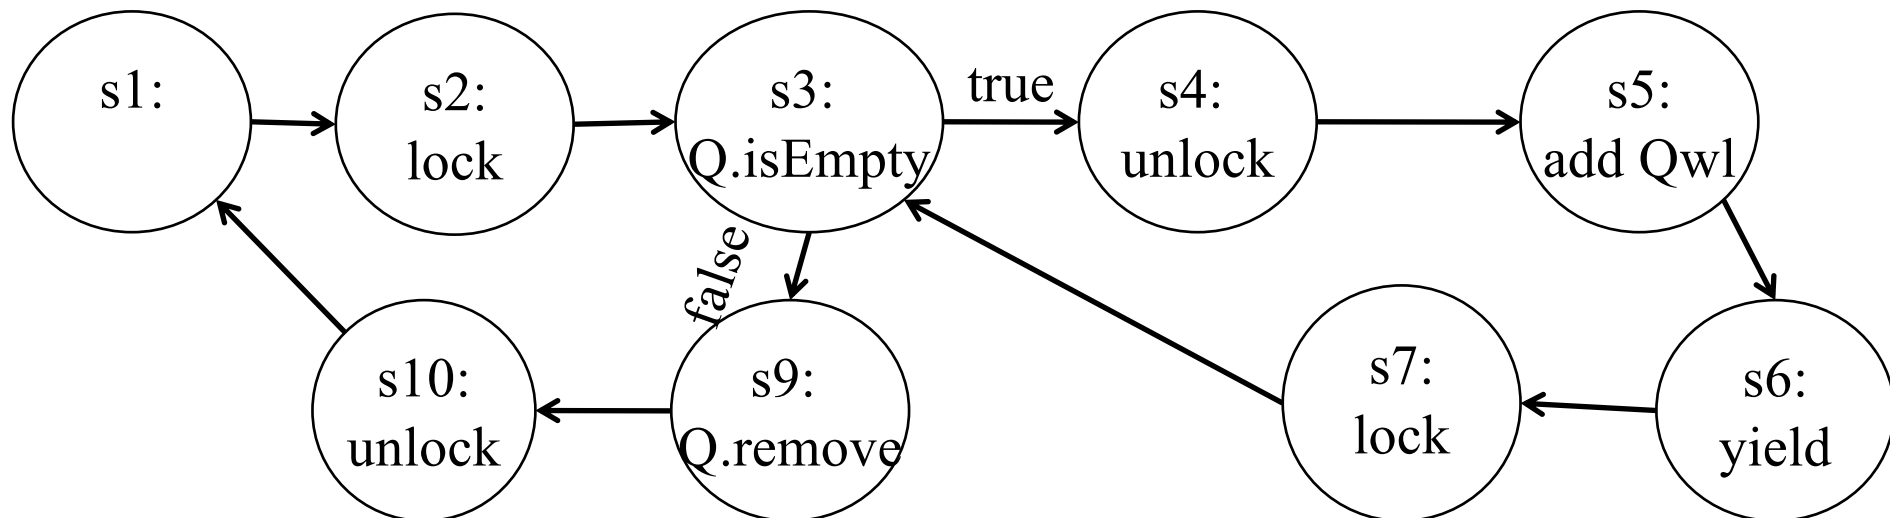 s1:
s2:
lock
s3:
Q.isEmpty
true
s4:
unlock
s5:
add Qwl
false
s10:
unlock
s9:
Q.remove
s7:
lock
s6:
yield